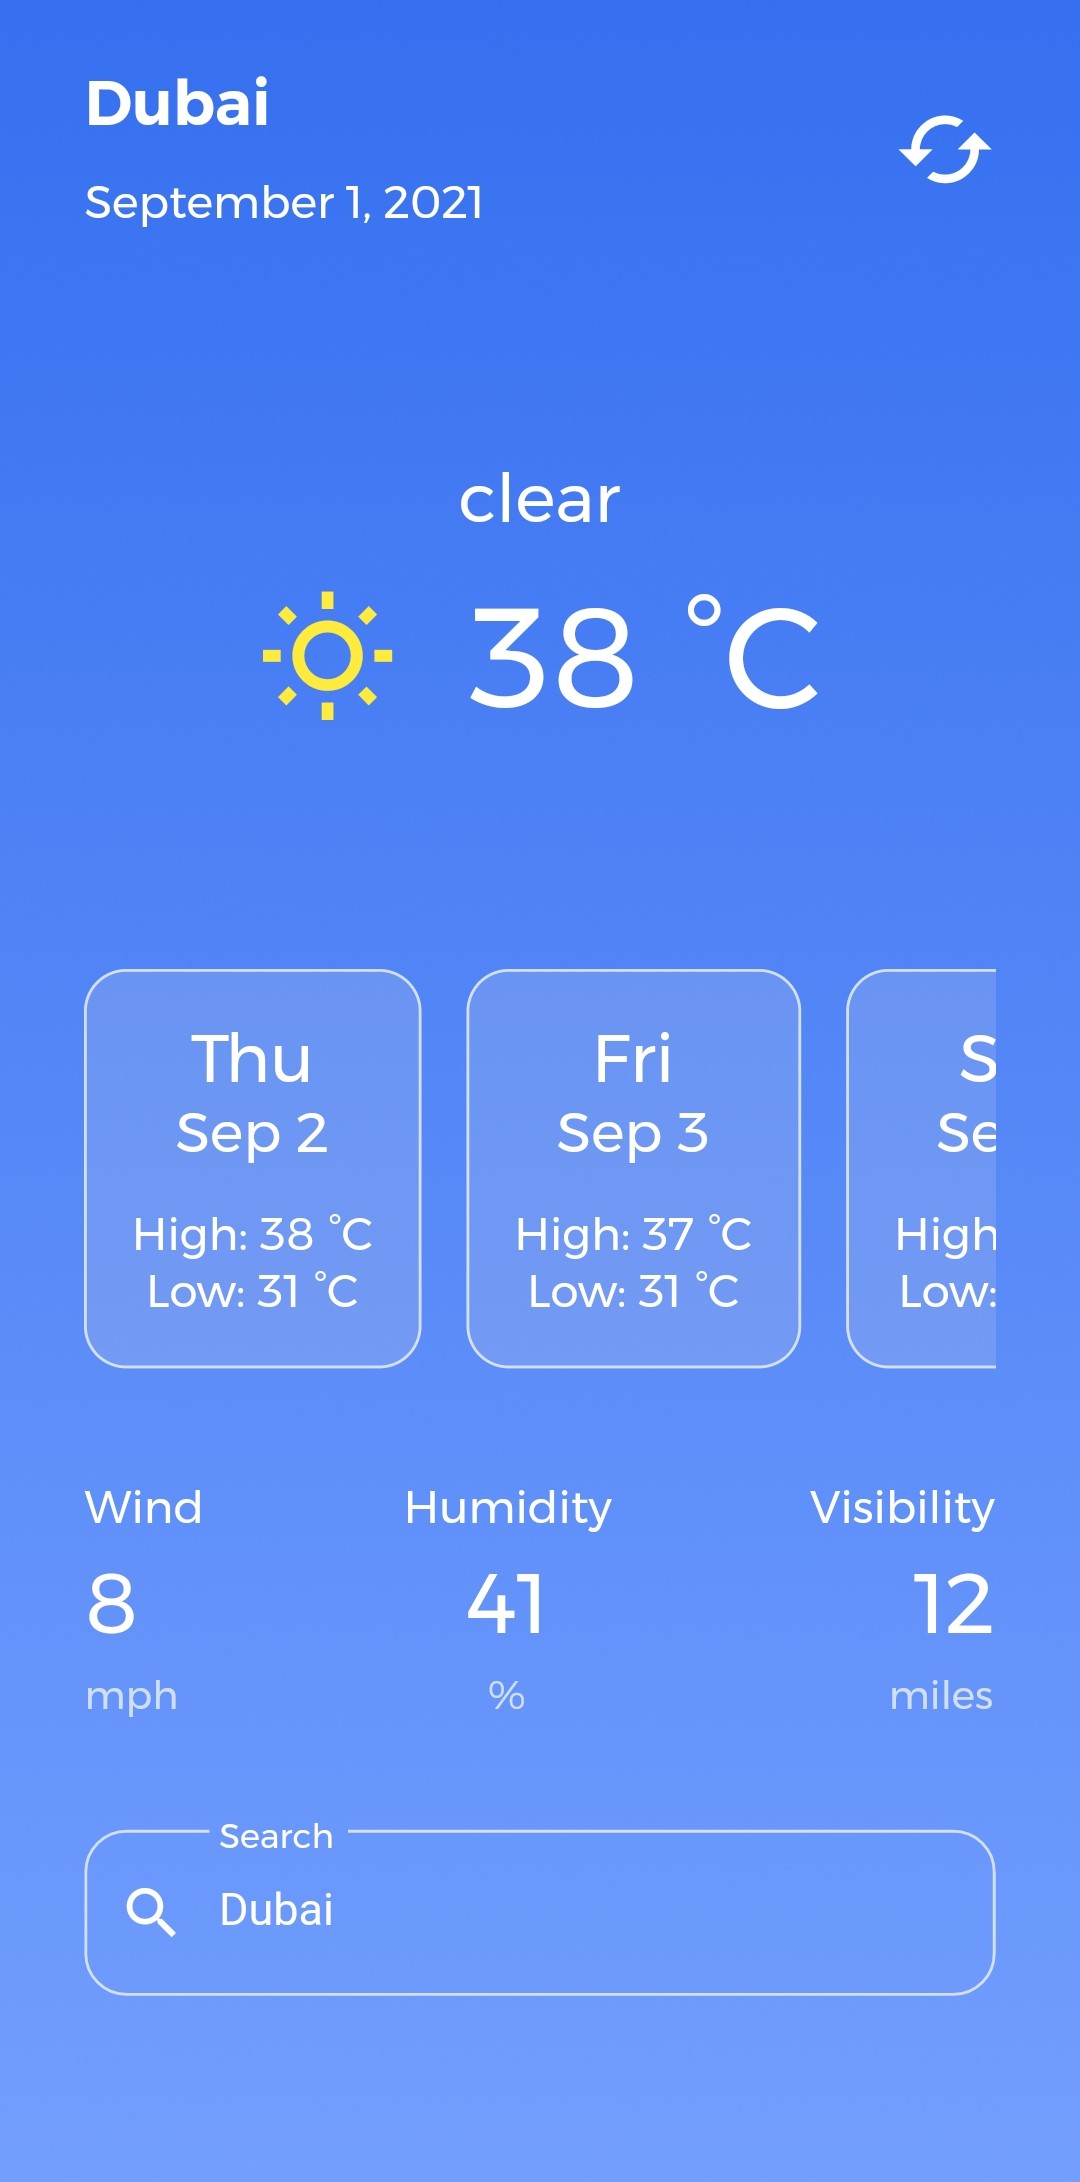 Dubai
September 1, 2021
clear
38 °C
Thu
Sep 2
High: 38 °C
Low: 31 °C
Fri
Sep 3
High: 37 °C
Low: 31 °C
High
Low:
Wind
8
mph
Humidity
41
%
Visibility
12
miles
Search
Dubai